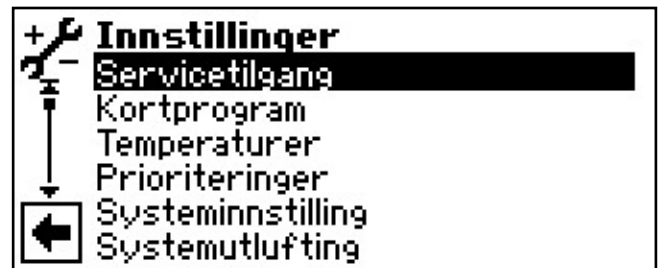 Innstillinger
Servicetilgang
Kortprogram
Temperaturer
Prioriteringer
Systeminnstilling
Systemutlufting